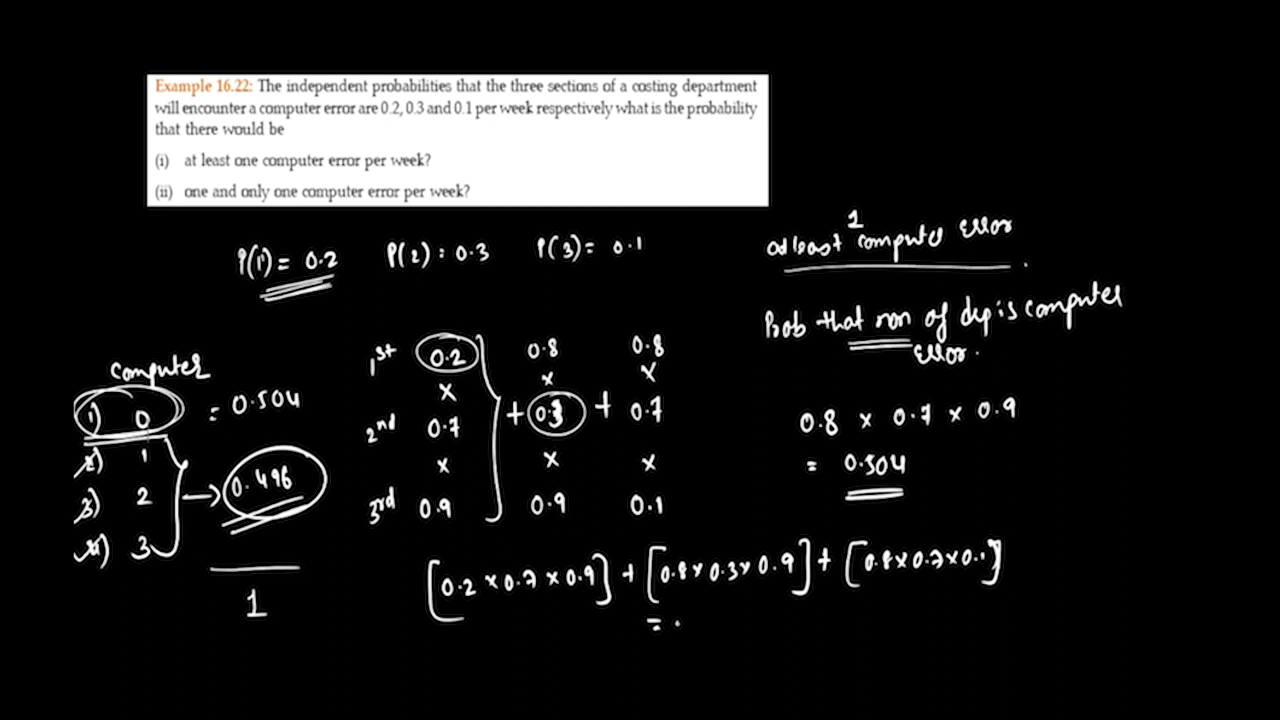 Example 16.22: The independent probabilities that the three sections of a costing department
will encounter a computer error are 0.2, 0.3 and 0.1 per week respectively what is the probability
that there would be
(i) at least one computer error per week?
(ii) one and only one computer error per week?
P(1) = 0.2 P(2) : 0.3 P(3) = 0.1
at least 1 computer error
Prob that non of dep is computer
error.
0.8 x 0.7 x 0.9
= 0.504
computer
1) 0 = 0.504
2) 1
3) 2 → 0.496
4) 3
1
1st 0.2 0.8 0.8
x x x
2nd 0.7 + 0.3 + 0.7
x x x
3rd 0.9 0.9 0.1
[0.2 x 0.7 x 0.9] + [0.8 x 0.3 x 0.9] + [0.8 x 0.7 x 0.1]
= .